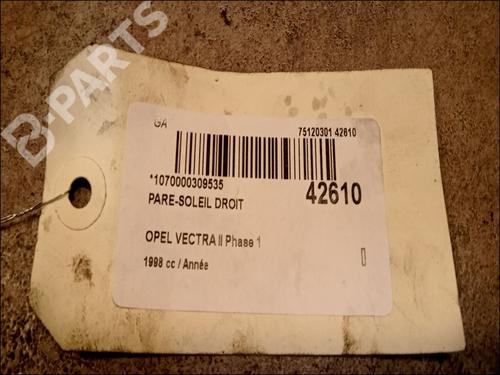 B-PARTS
GA
75120301 42610
*1070000309535
42610
PARE-SOLEIL DROIT
OPEL VECTRA II Phase 1
1998 cc / Année